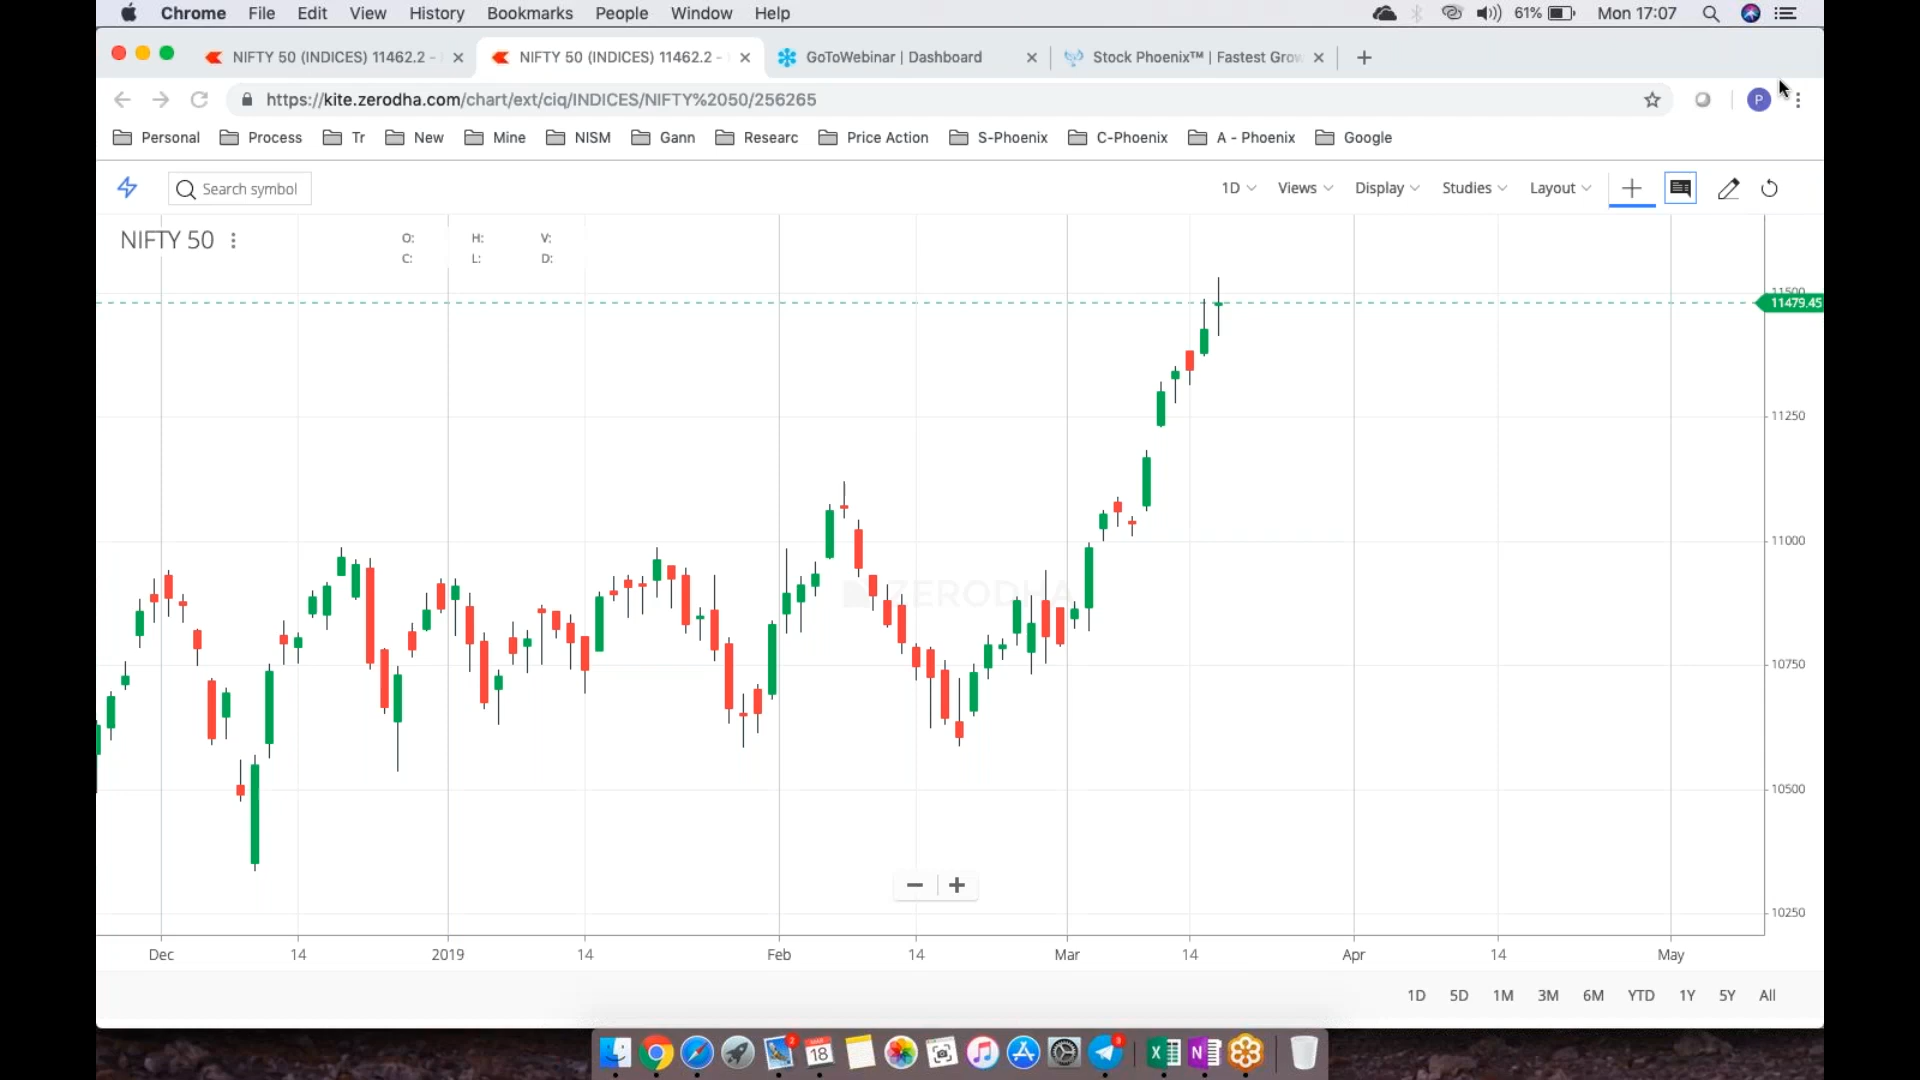 Chrome File Edit View History Bookmarks People Window Help 61% Mon 17:07
NIFTY 50 (INDICES) 11462.2 - NIFTY 50 (INDICES) 11462.2 - GoToWebinar | Dashboard Stock Phoenix™ | Fastest Grow
https://kite.zerodha.com/chart/ext/ciq/INDICES/NIFTY%2050/256265 P
Personal Process Tr New Mine NISM Gann Researc Price Action S-Phoenix C-Phoenix A - Phoenix Google
Search symbol 1D Views Display Studies Layout
NIFTY 50 O: H: V:
C: L: D:
11500
11479.45
11250
11000
ZERODHA
10750
10500
10250
Dec 14 2019 14 Feb 14 Mar 14 Apr 14 May
1D 5D 1M 3M 6M YTD 1Y 5Y All
18